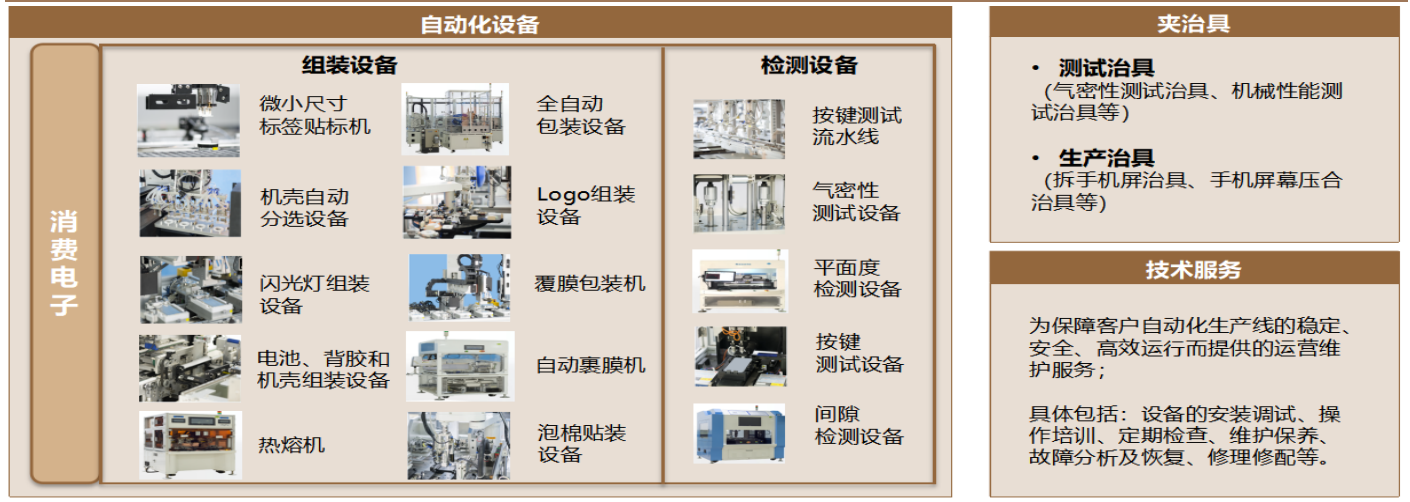 自动化设备
消费电子
组装设备
微小尺寸
标签贴标机
全自动
包装设备
机壳自动
分选设备
Logo组装
设备
闪光灯组装
设备
覆膜包装机
电池、背胶和
机壳组装设备
自动裹膜机
热熔机
泡棉贴装
设备
检测设备
按键测试
流水线
气密性
测试设备
平面度
检测设备
按键
测试设备
间隙
检测设备
夹治具
• 测试治具
（气密性测试治具、机械性能测
试治具等）
• 生产治具
（拆手机屏治具、手机屏幕压合
治具等）
技术服务
为保障客户自动化生产线的稳定、
安全、高效运行而提供的运营维
护服务；
具体包括：设备的安装调试、操
作培训、定期检查、维护保养、
故障分析及恢复、修理修配等。